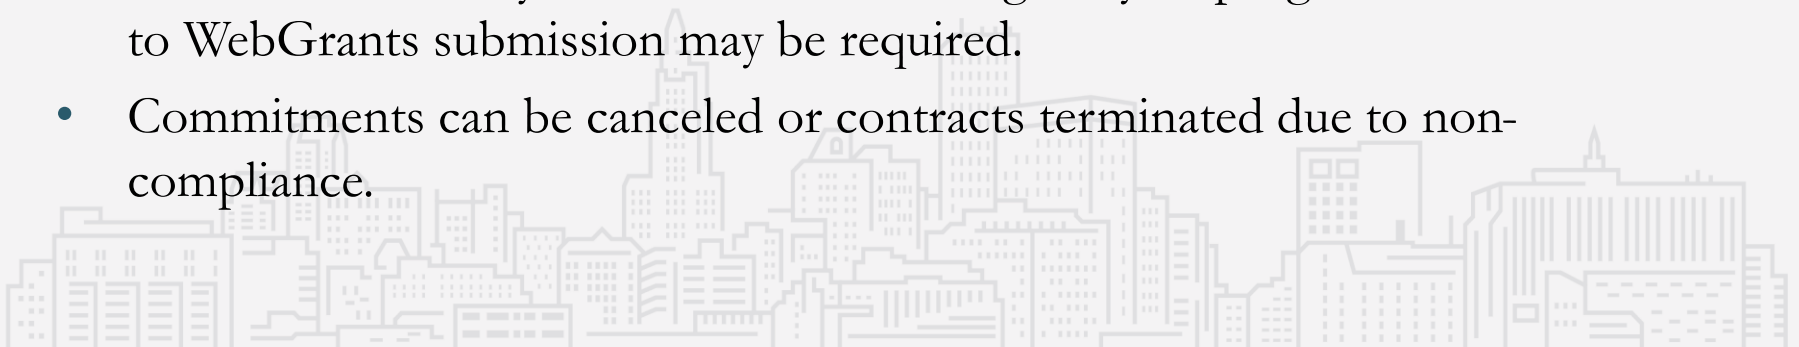 to WebGrants submission may be required.
• Commitments can be canceled or contracts terminated due to non-
compliance.